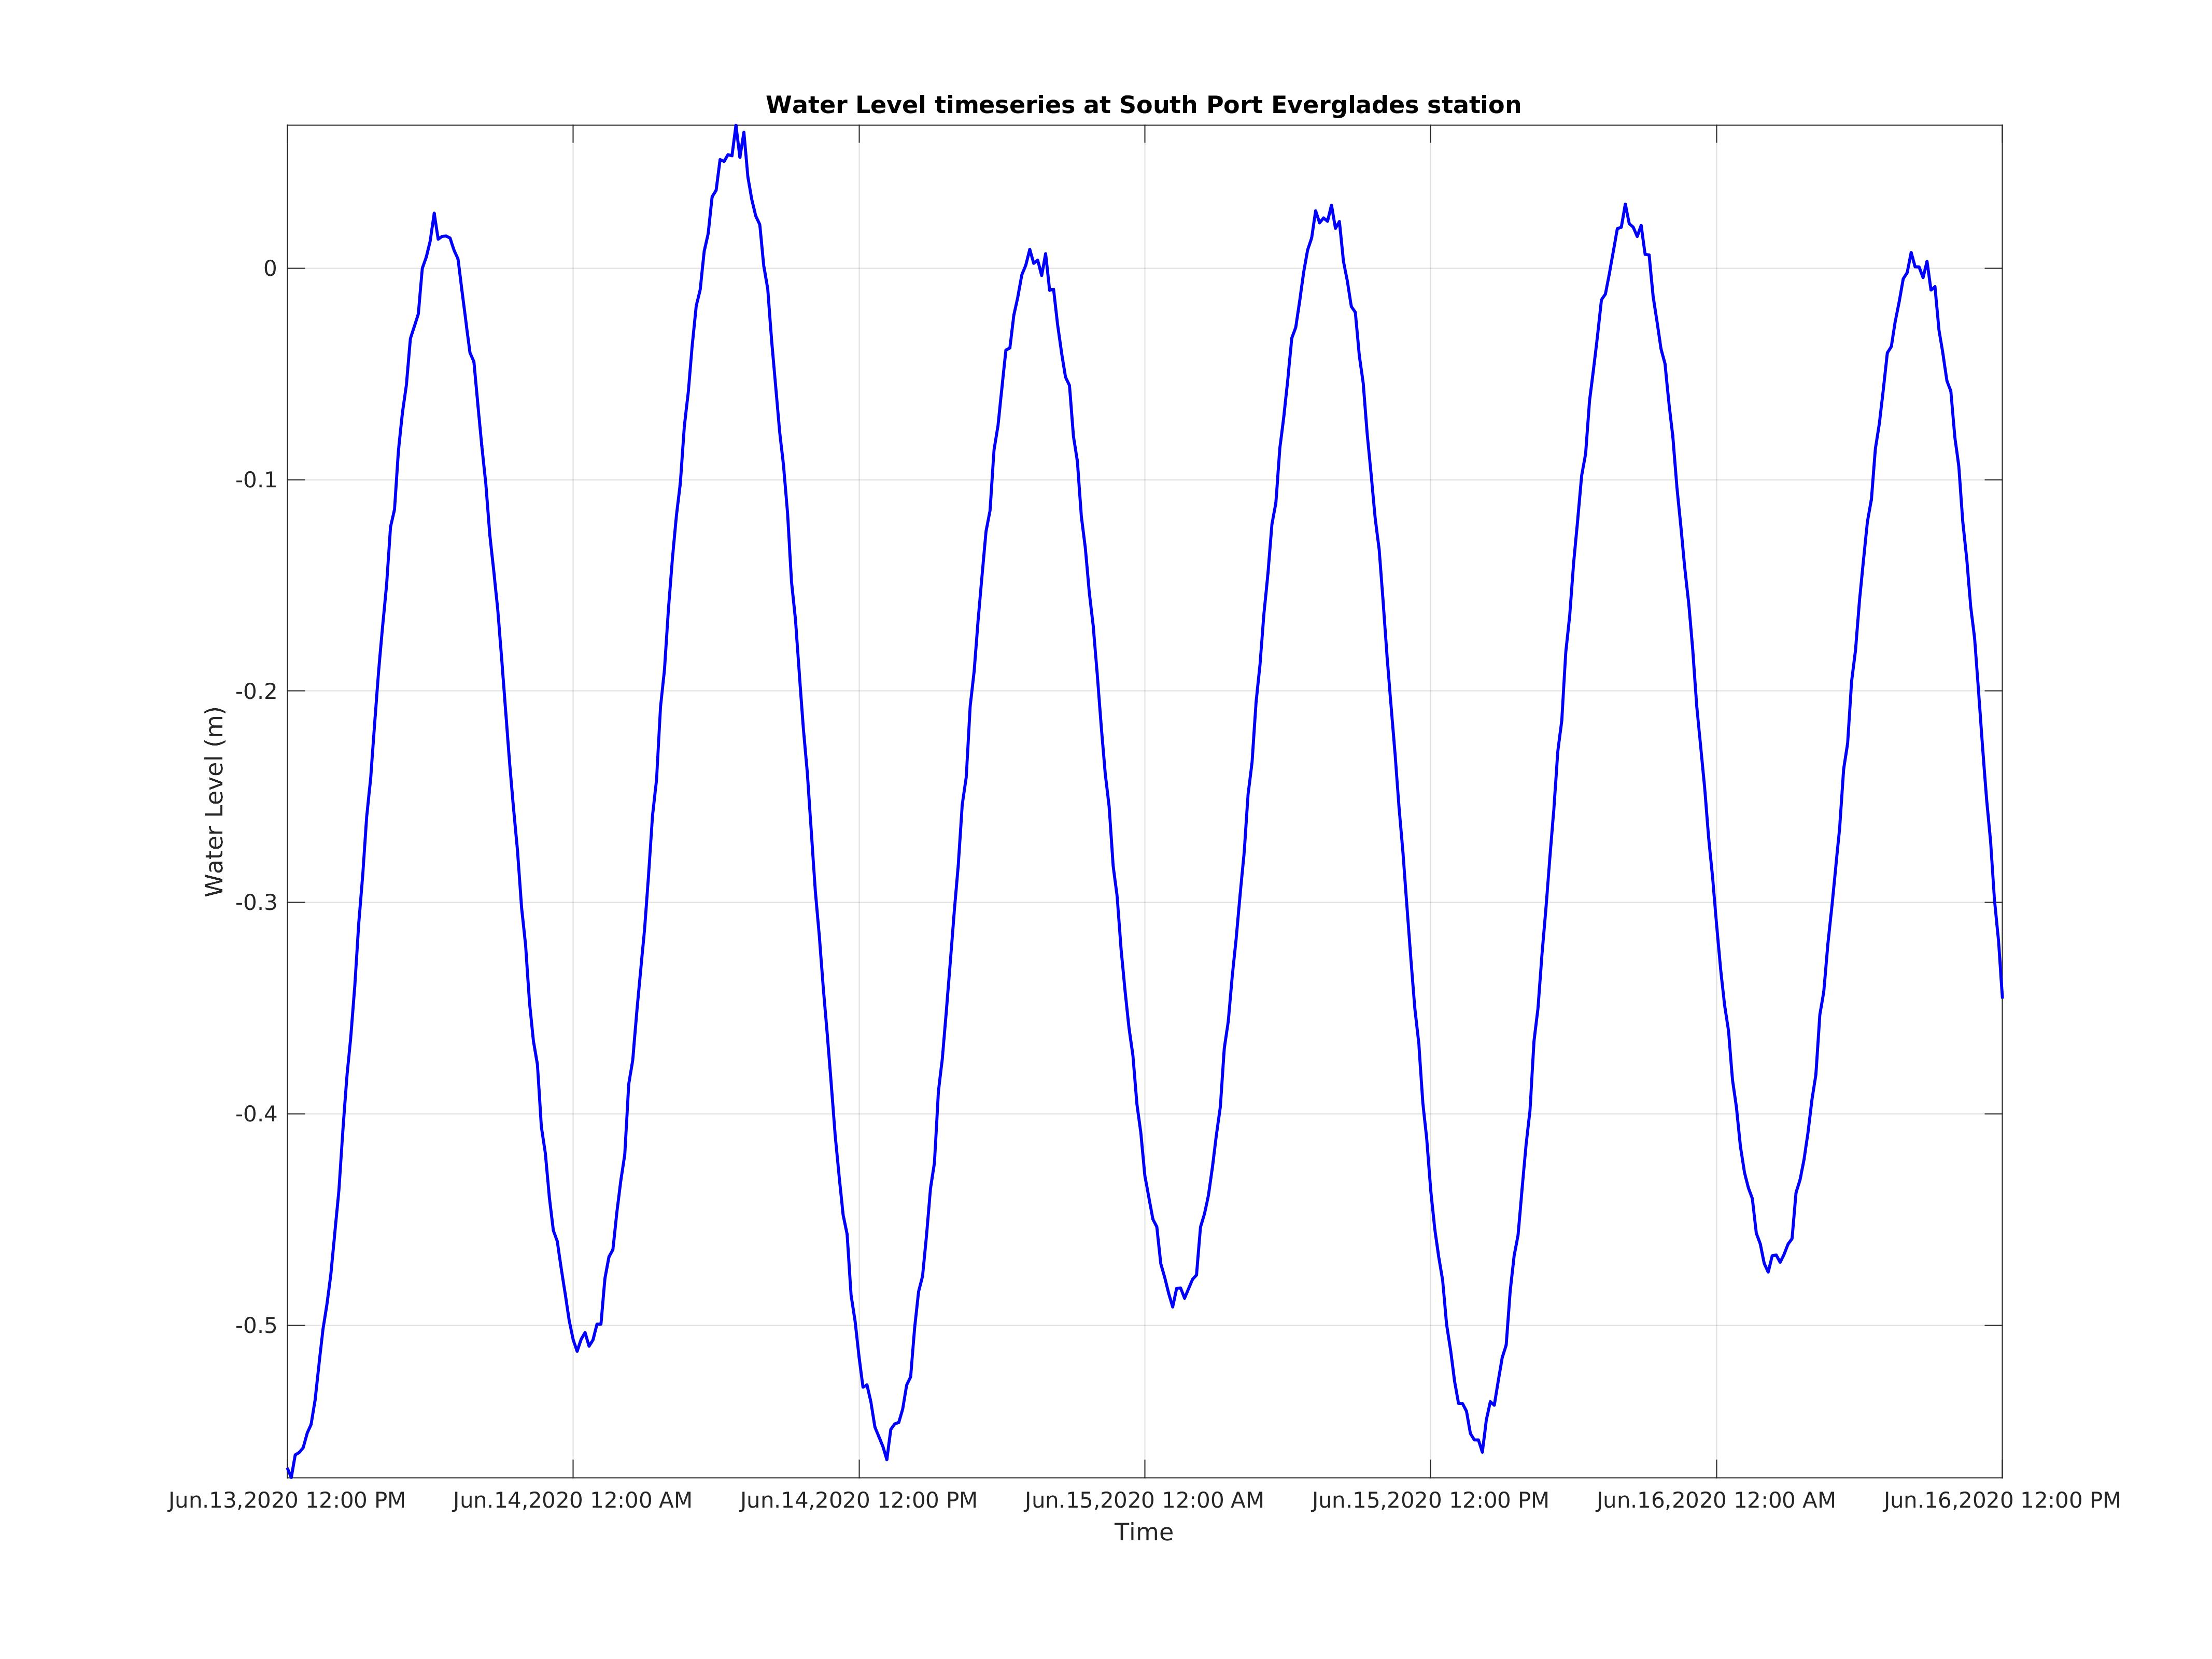 Water Level timeseries at South Port Everglades station
0
-0.1
-0.2
-0.3
-0.4
-0.5
Water Level (m)
Jun.13,2020 12:00 PM Jun.14,2020 12:00 AM Jun.14,2020 12:00 PM Jun.15,2020 12:00 AM Jun.15,2020 12:00 PM Jun.16,2020 12:00 AM Jun.16,2020 12:00 PM
Time